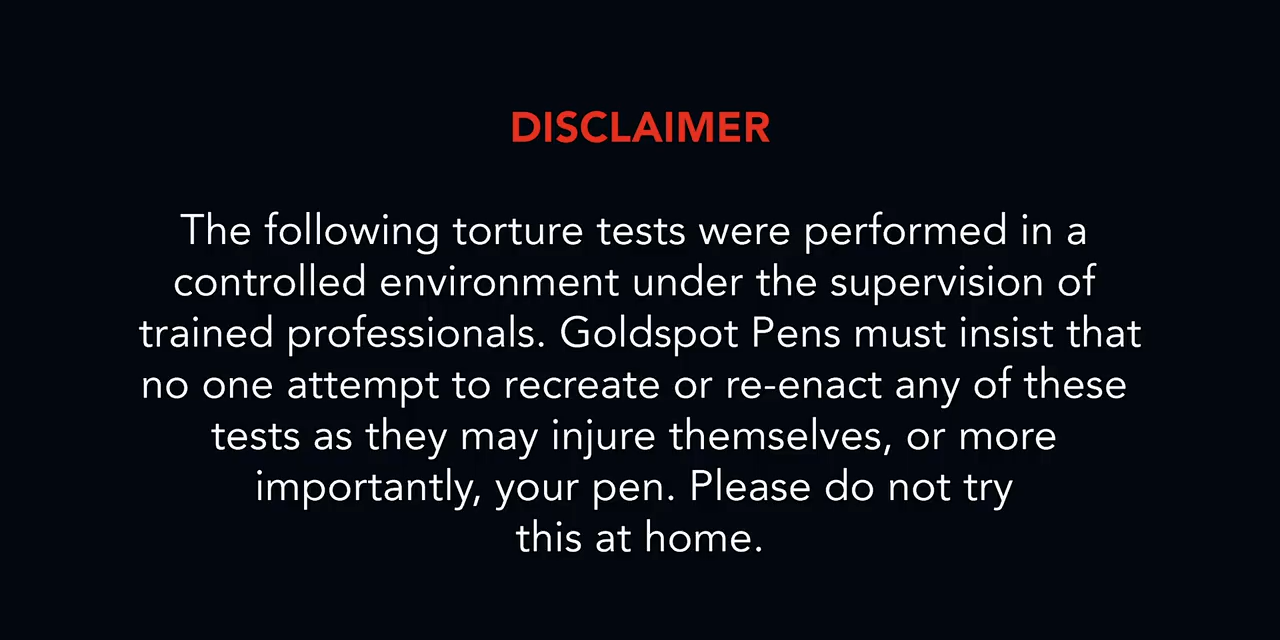 DISCLAIMER
The following torture tests were performed in a
controlled environment under the supervision of
trained professionals. Goldspot Pens must insist that
no one attempt to recreate or re-enact any of these
tests as they may injure themselves, or more
importantly, your pen. Please do not try
this at home.